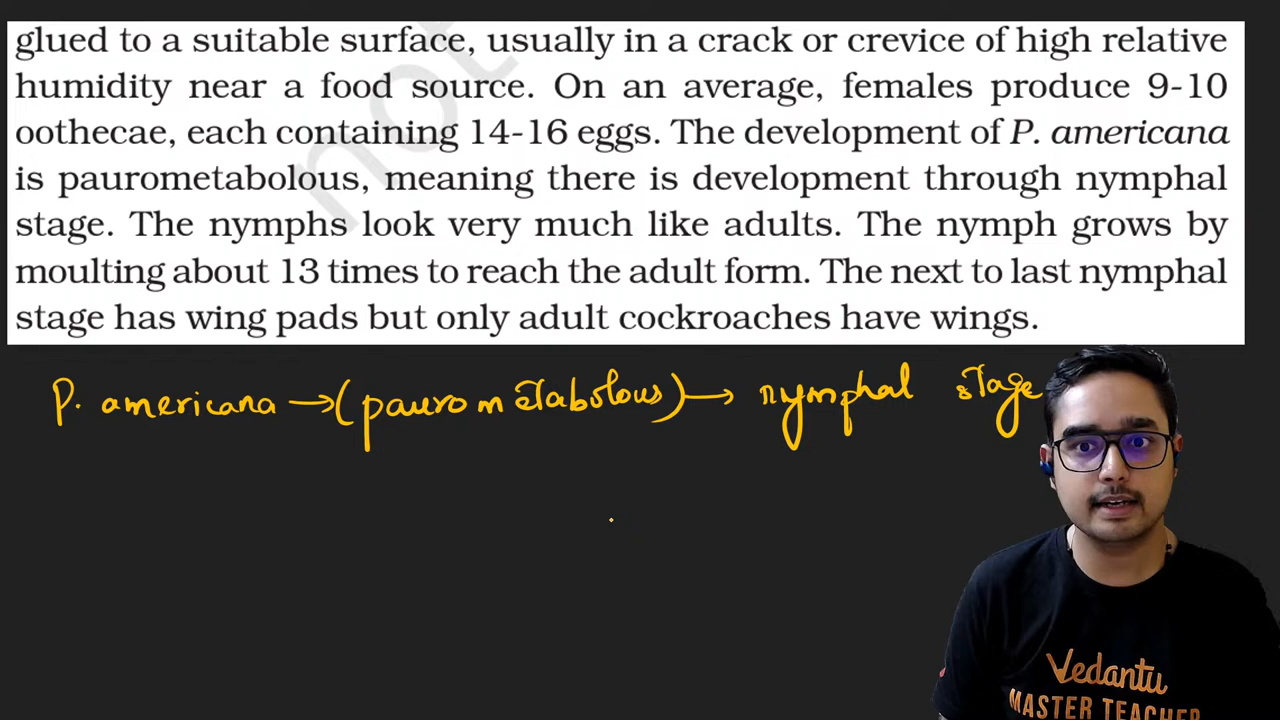 glued to a suitable surface, usually in a crack or crevice of high relative
humidity near a food source. On an average, females produce 9-10
oothecae, each containing 14-16 eggs. The development of P. americana
is paurometabolous, meaning there is development through nymphal
stage. The nymphs look very much like adults. The nymph grows by
moulting about 13 times to reach the adult form. The next to last nymphal
stage has wing pads but only adult cockroaches have wings.
P. americana → (paurometabolous) → nymphal stage
Vedantu
MASTER TEACHER
not